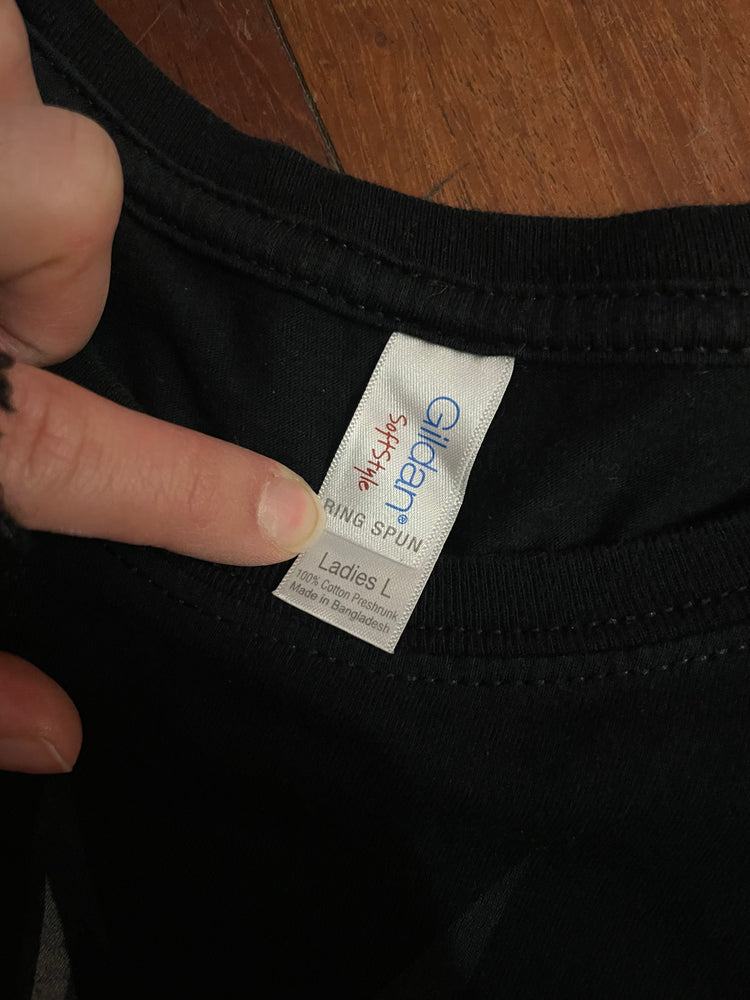 Gildan®
SoftStyle
RING SPUN
Ladies L
100% Cotton Preshrunk
Made in Bangladesh